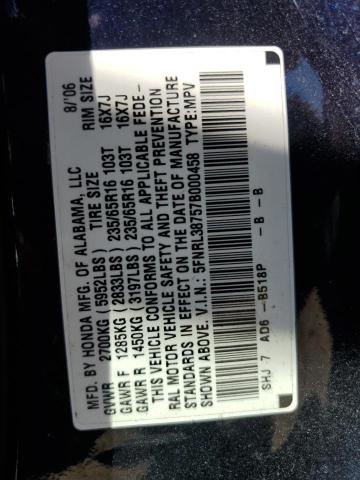 MFD. BY HONDA MFG. OF ALABAMA, LLC 8/'06
TIRE SIZE RIM SIZE
GVWR 2700KG (5952LBS)
GAWR F 1285KG (2833LBS) 235/65R16 103T 16X7J
GAWR R 1450KG (3197LBS) 235/65R16 103T 16X7J
THIS VEHICLE CONFORMS TO ALL APPLICABLE FEDE-
RAL MOTOR VEHICLE SAFETY AND THEFT PREVENTION
STANDARDS IN EFFECT ON THE DATE OF MANUFACTURE
SHOWN ABOVE. V.I.N.: 5FNRL38757B000458 TYPE:MPV
SHJ 7 AD6 -B518P -B -B